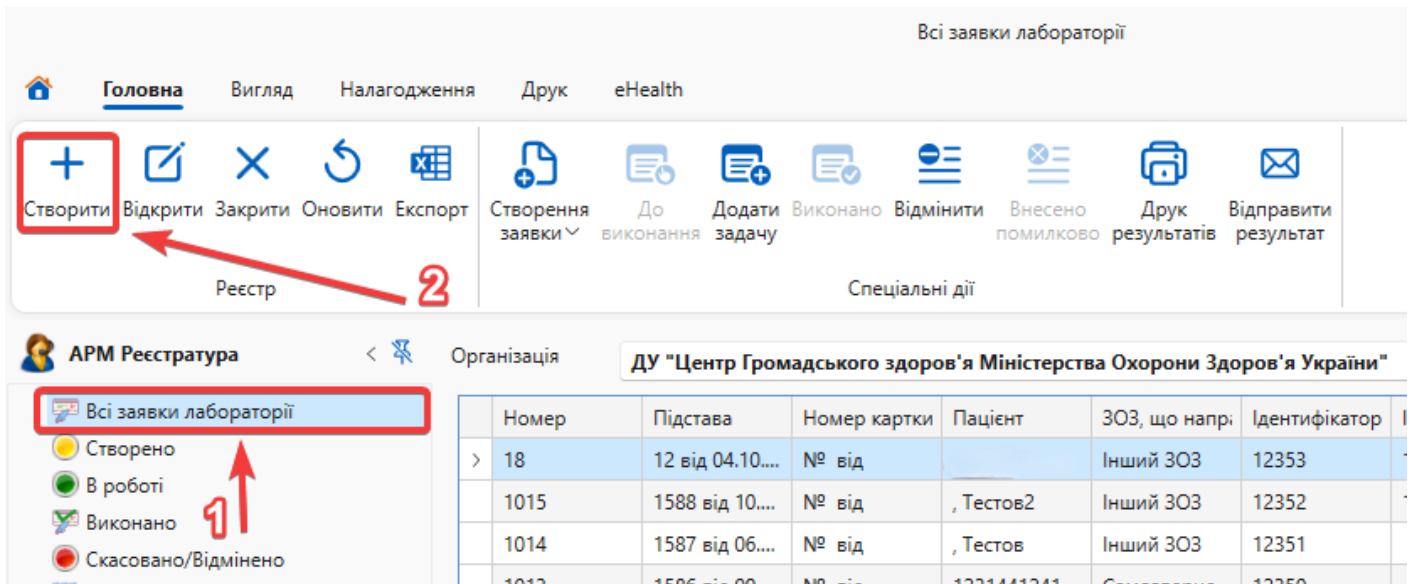 Всі заявки лабораторії
Головна Вигляд Налагодження Друк eHealth
Створити Відкрити Закрити Оновити Експорт Створення заявки До виконання Додати задачу Виконано Відмінити Внесено помилково Друк результатів Відправити результат
Реєстр 2 Спеціальні дії
АРМ Реєстратура < Організація ДУ "Центр Громадського здоров'я Міністерства Охорони Здоров'я України"
Всі заявки лабораторії
Номер Підстава Номер картки Пацієнт ЗОЗ, що напра Ідентифікатор
Створено
> 18 12 від 04.10.... № від Інший ЗОЗ 12353
В роботі
1015 1588 від 10.... № від , Тестов2 Інший ЗОЗ 12352
Виконано 1
1014 1587 від 06.... № від , Тестов Інший ЗОЗ 12351
Скасовано/Відмінено